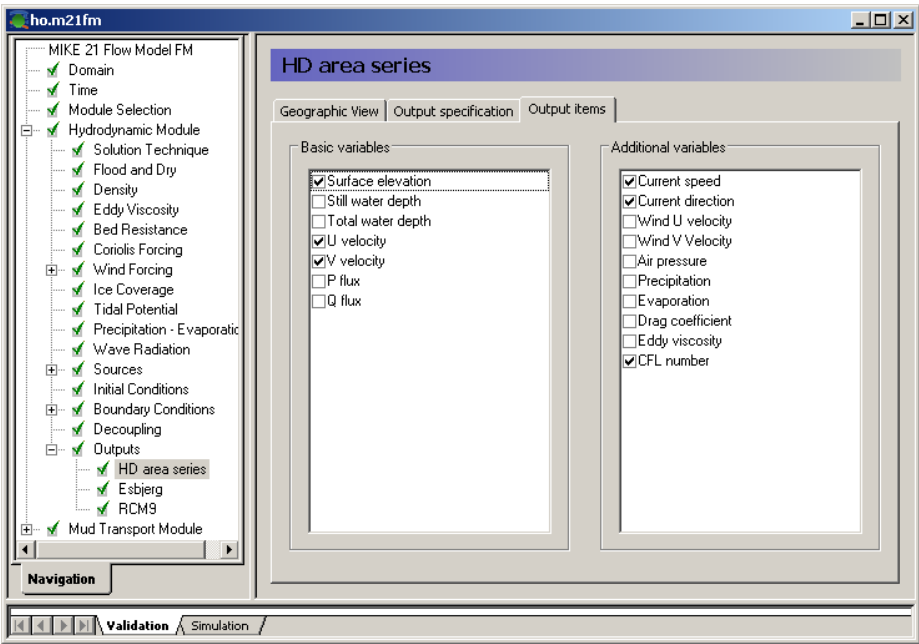 ho.m21fm
MIKE 21 Flow Model FM
Domain
Time
Module Selection
Hydrodynamic Module
Solution Technique
Flood and Dry
Density
Eddy Viscosity
Bed Resistance
Coriolis Forcing
Wind Forcing
Ice Coverage
Tidal Potential
Precipitation - Evaporatic
Wave Radiation
Sources
Initial Conditions
Boundary Conditions
Decoupling
Outputs
HD area series
Esbjerg
RCM9
Mud Transport Module
Navigation
HD area series
Geographic View
Output specification
Output items
Basic variables
Surface elevation
Still water depth
Total water depth
U velocity
V velocity
P flux
Q flux
Additional variables
Current speed
Current direction
Wind U velocity
Wind V Velocity
Air pressure
Precipitation
Evaporation
Drag coefficient
Eddy viscosity
CFL number
Validation
Simulation